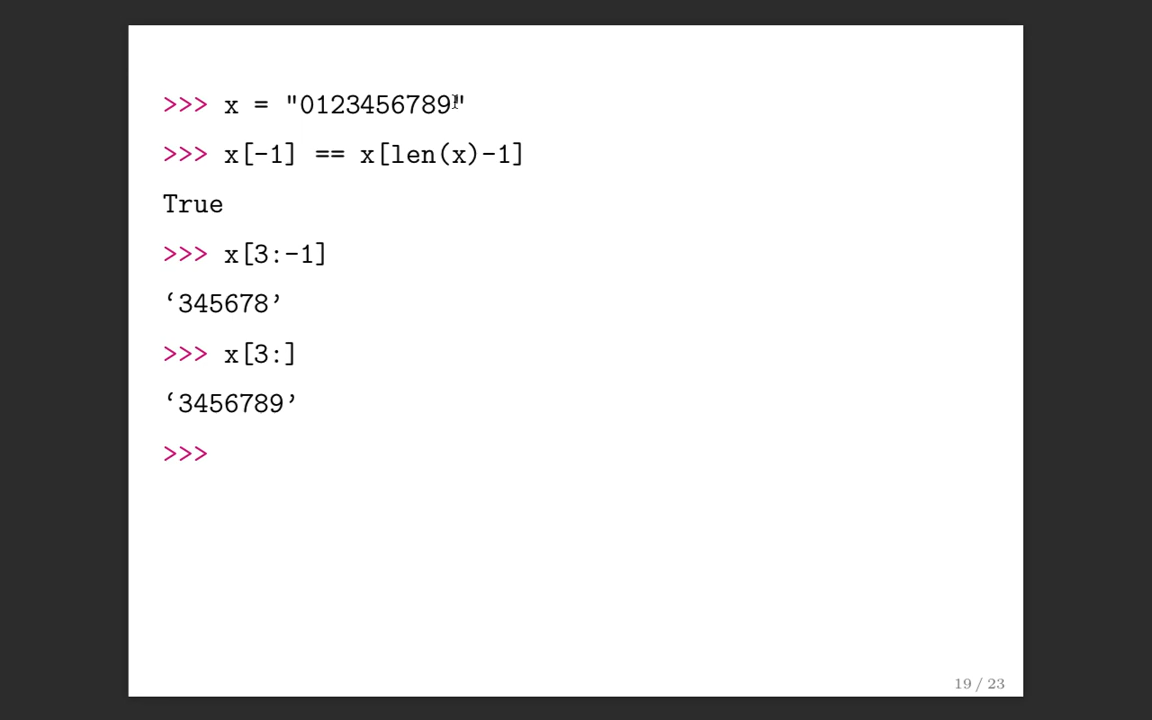 >>> x = "0123456789"
>>> x[-1] == x[len(x)-1]
True
>>> x[3:-1]
‘345678’
>>> x[3:]
‘3456789’
>>>
19 / 23